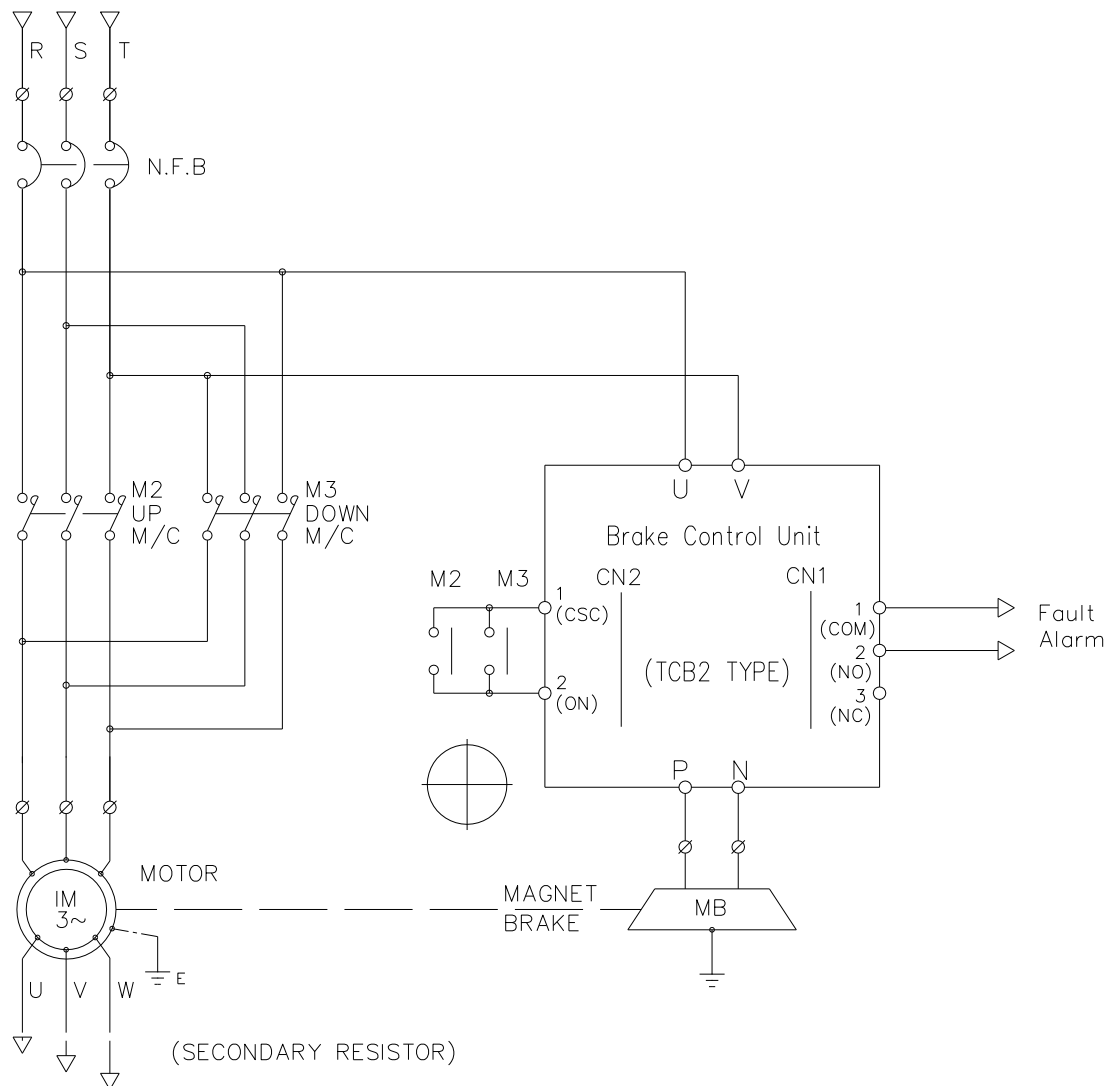 R S T
N.F.B
M2
UP
M/C
M3
DOWN
M/C
U V
Brake Control Unit
M2 M3
CN2
CN1
1
(CSC)
2
(ON)
(TCB2 TYPE)
1
(COM)
2
(NO)
3
(NC)
Fault
Alarm
P N
MOTOR
IM
3~
MAGNET
BRAKE
MB
E
U V W
(SECONDARY RESISTOR)